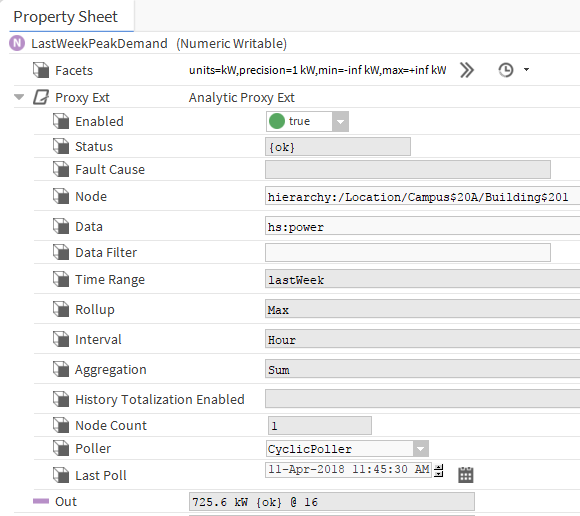 Property Sheet
N LastWeekPeakDemand (Numeric Writable)
Facets units=kW,precision=1 kW,min=-inf kW,max=+inf kW
Proxy Ext Analytic Proxy Ext
Enabled true
Status {ok}
Fault Cause
Node hierarchy:/Location/Campus$20A/Building$201
Data hs:power
Data Filter
Time Range lastWeek
Rollup Max
Interval Hour
Aggregation Sum
History Totalization Enabled
Node Count 1
Poller CyclicPoller
Last Poll 11-Apr-2018 11:45:30 AM
Out 725.6 kW {ok} @ 16